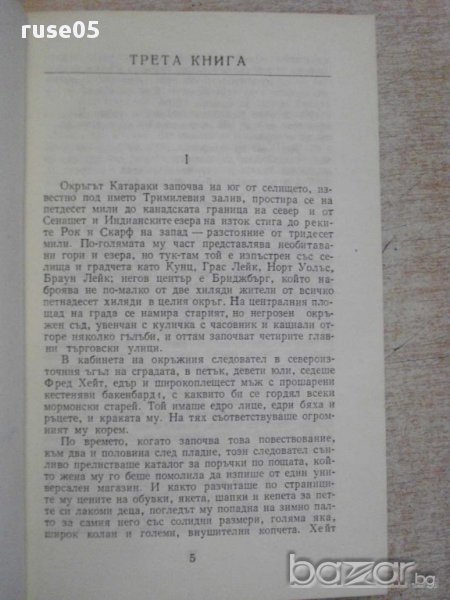 ruse05
ТРЕТА КНИГА
I
Окръгът Катараки започва на юг от селището, из-
вестно под името Тримилевия залив, простира се на
петдесет мили до канадската граница на север и от
Сенашет и Индианските езера на изток стига до реки-
те Рок и Скарф на запад — разстояние от тридесет
мили. По-голямата му част представлява необитава-
ни гори и езера, но тук-там той е изпъстрен със се-
лища и градчета като Кунц, Грас Лейк, Норт Уолъс,
Браун Лейк; негов център е Бриджбърг, който на-
броява не по-малко от две хиляди жители от всичко
петнадесет хиляди в целия окръг. На централния пло-
щад на града се намира старият, но негрозен окръ-
жен съд, увенчан с куличка с часовник и кацнали от-
горе няколко гълъби, и оттам започват четирите глав-
ни търговски улици.
В кабинета на окръжния следовател в североиз-
точния ъгъл на сградата, в петък, девети юли, седеше
Фред Хейт, едър и широкоплещест мъж с прошарени
кестеняви бакенбарди, с каквито би се гордял всеки
мормонски старей. Той имаше едро лице, едри бяха и
ръцете, и краката му. На тях съответствуваше огром-
ният му корем.
По времето, когато започва това повествование,
към два и половина след пладне, този следовател сън-
ливо прелистваше каталог за поръчки по пощата, кой-
то жена му го беше помолила да изпише от един уни-
версален магазин. И както разчиташе по страници-
те му цените на обувки, якета, шапки и кепета за пет-
те си лакоми деца, погледът му попадна на зимно пал-
то за самия него със солидни размери, голяма яка,
широк колан и големи, внушителни копчета. Хейт
5
bazar.bg